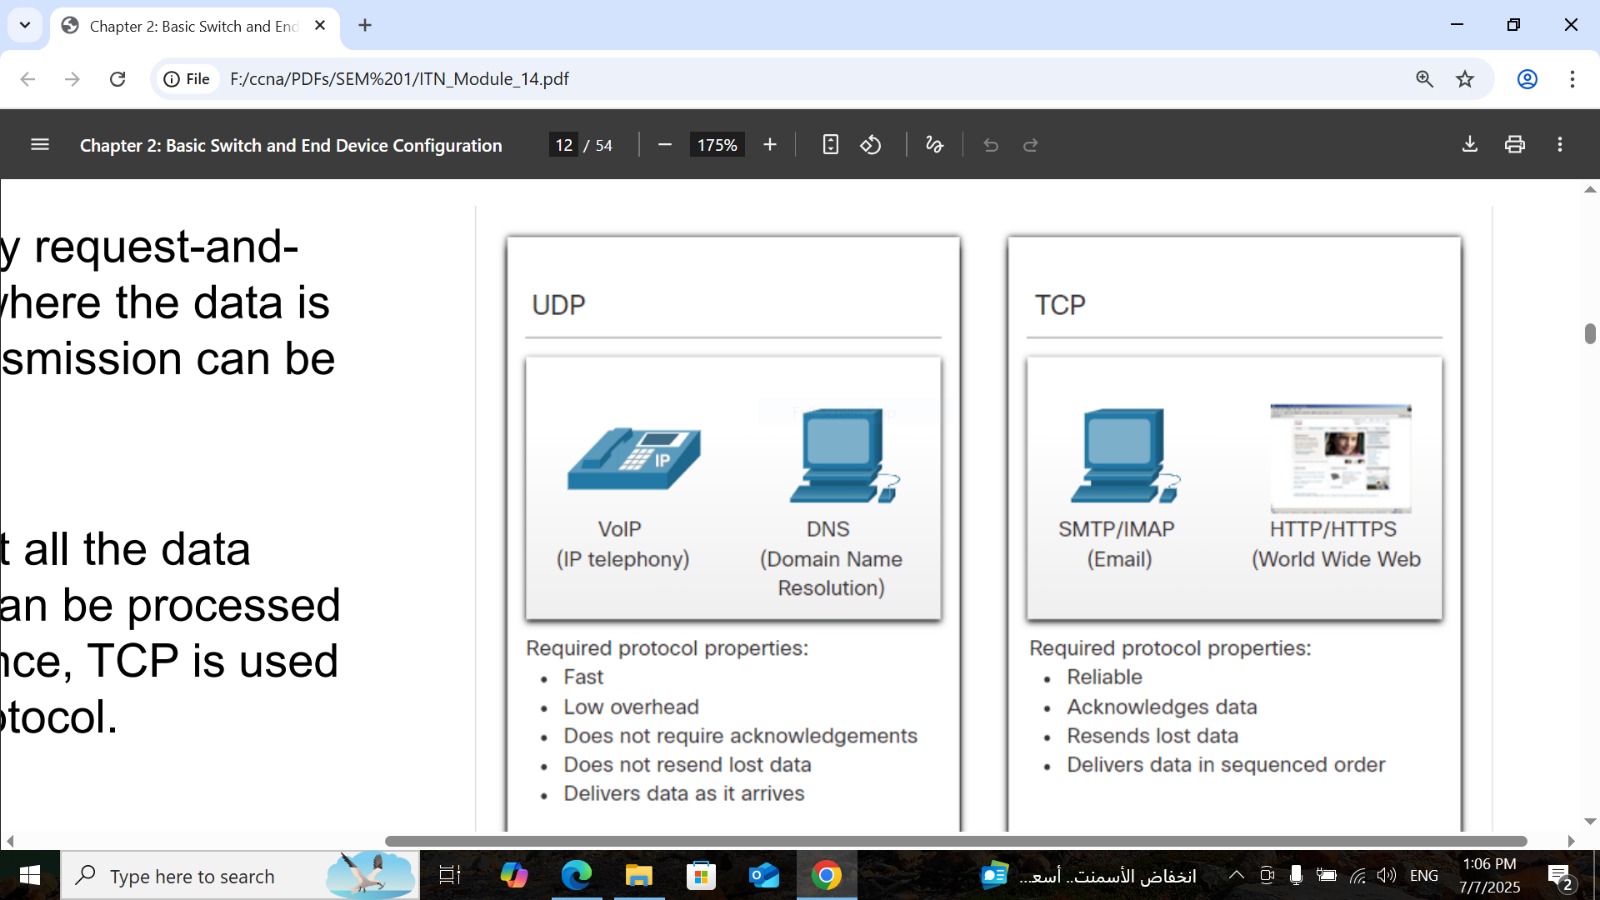 Chapter 2: Basic Switch and End
File
F:/ccna/PDFs/SEM%201/ITN_Module_14.pdf
Chapter 2: Basic Switch and End Device Configuration
12 / 54
175%
y request-and-
where the data is
smission can be
t all the data
an be processed
nce, TCP is used
otocol.
UDP
IP
VoIP
(IP telephony)
DNS
(Domain Name
Resolution)
Required protocol properties:
• Fast
• Low overhead
• Does not require acknowledgements
• Does not resend lost data
• Delivers data as it arrives
TCP
SMTP/IMAP
(Email)
HTTP/HTTPS
(World Wide Web
Required protocol properties:
• Reliable
• Acknowledges data
• Resends lost data
• Delivers data in sequenced order
Type here to search
انخفاض الأسمنت.. أسعـ...
ENG
1:06 PM
7/7/2025
2